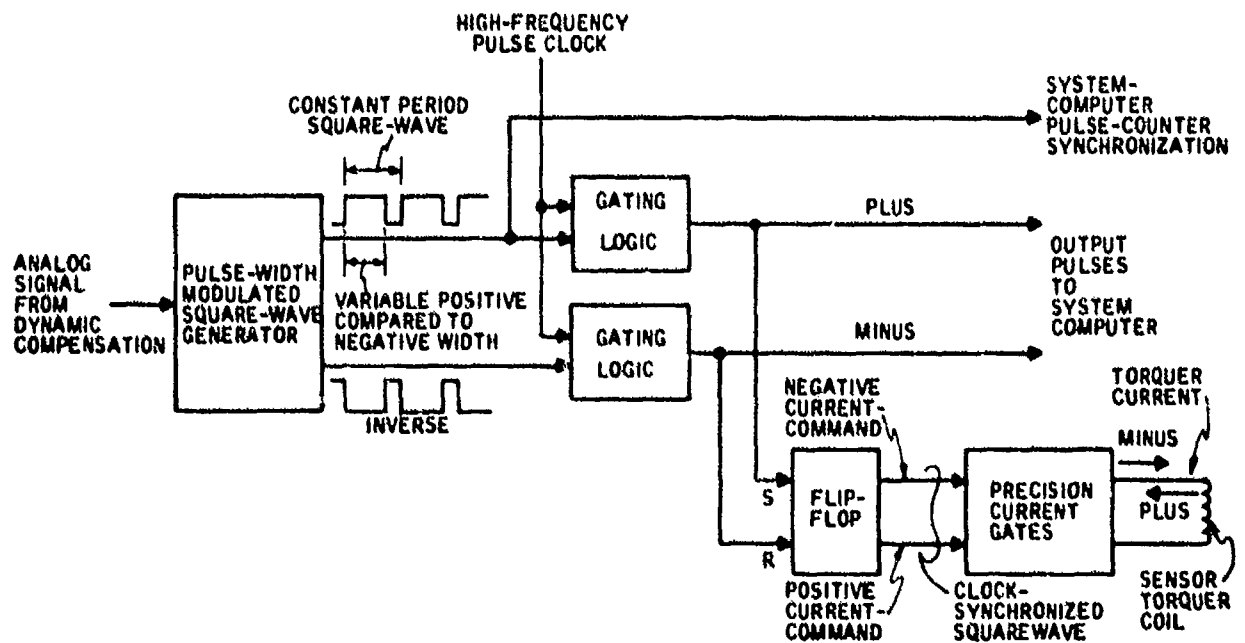 HIGH-FREQUENCY
PULSE CLOCK
CONSTANT PERIOD
SQUARE-WAVE
SYSTEM-
COMPUTER
PULSE-COUNTER
SYNCHRONIZATION
GATING
LOGIC
PLUS
ANALOG
SIGNAL
FROM
DYNAMIC
COMPENSATION
PULSE-WIDTH
MODULATED
SQUARE-WAVE
GENERATOR
VARIABLE POSITIVE
COMPARED TO
NEGATIVE WIDTH
OUTPUT
PULSES
TO
SYSTEM
COMPUTER
GATING
LOGIC
MINUS
INVERSE
NEGATIVE
CURRENT-
COMMAND
TORQUER
CURRENT
MINUS
S
R
FLIP-
FLOP
PRECISION
CURRENT
GATES
PLUS
POSITIVE
CURRENT-
COMMAND
CLOCK-
SYNCHRONIZED
SQUAREWAVE
SENSOR
TORQUER
COIL